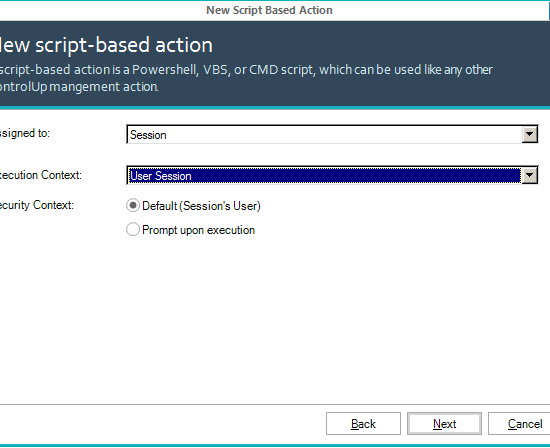 New Script Based Action
New script-based action
script-based action is a Powershell, VBS, or CMD script, which can be used like any other
ontrolUp mangement action.
ssigned to:
Session
xecution Context:
User Session
ecurity Context:
Default (Session's User)
Prompt upon execution
Back
Next
Cancel